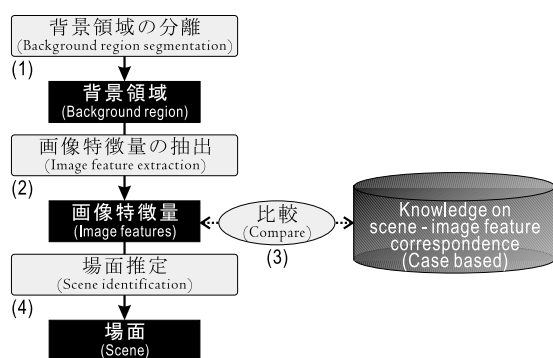 背景領域の分離
(Background region segmentation)
(1)
背景領域
(Background region)
画像特徴量の抽出
(Image feature extraction)
(2)
画像特徴量
(Image features)
比較
(Compare)
(3)
Knowledge on
scene - image feature
correspondence
(Case based)
場面推定
(Scene identification)
(4)
場面
(Scene)